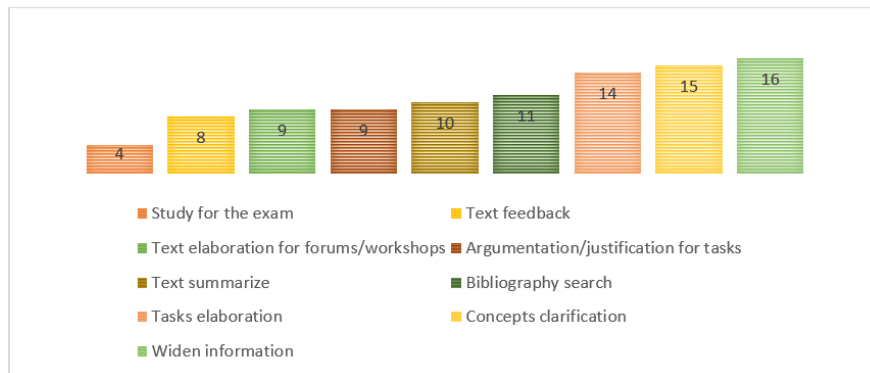 4
8
9
9
10
11
14
15
16
Study for the exam
Text feedback
Text elaboration for forums/workshops
Argumentation/justification for tasks
Text summarize
Bibliography search
Tasks elaboration
Concepts clarification
Widen information